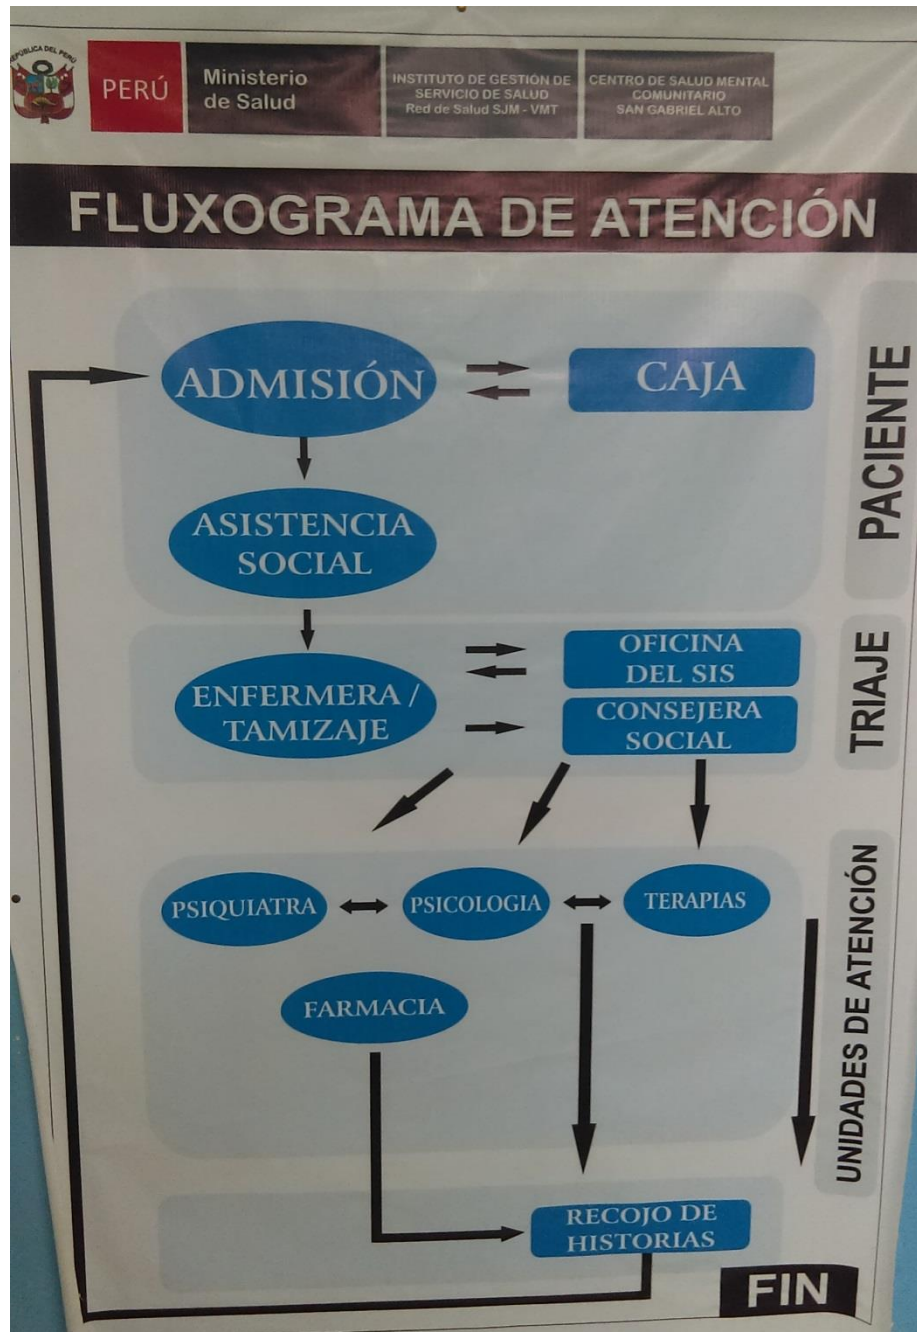 REPÚBLICA DEL PERÚ
PERÚ
Ministerio
de Salud
INSTITUTO DE GESTIÓN DE
SERVICIO DE SALUD
Red de Salud SJM - VMT
CENTRO DE SALUD MENTAL
COMUNITARIO
SAN GABRIEL ALTO
FLUXOGRAMA DE ATENCIÓN
ADMISIÓN
CAJA
PACIENTE
ASISTENCIA
SOCIAL
ENFERMERA /
TAMIZAJE
OFICINA
DEL SIS
CONSEJERA
SOCIAL
TRIAJE
PSIQUIATRA
PSICOLOGIA
TERAPIAS
FARMACIA
UNIDADES DE ATENCIÓN
RECOJO DE
HISTORIAS
FIN